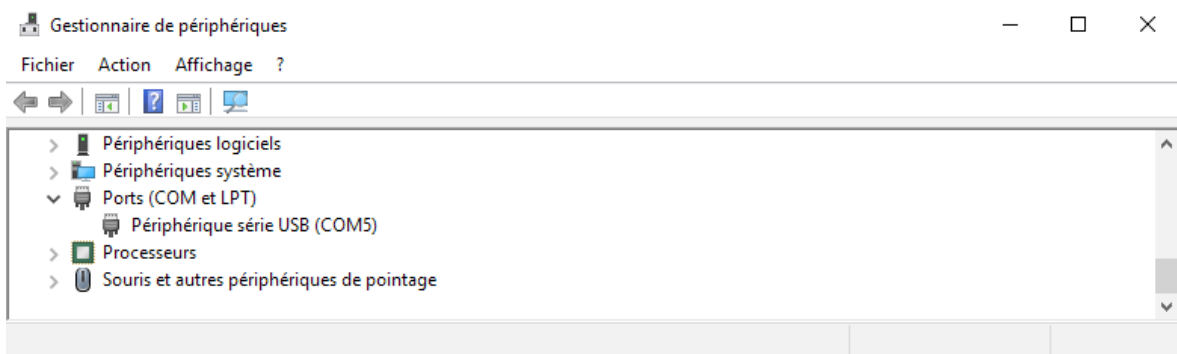 Gestionnaire de périphériques
Fichier Action Affichage ?
Périphériques logiciels
Périphériques système
Ports (COM et LPT)
Périphérique série USB (COM5)
Processeurs
Souris et autres périphériques de pointage